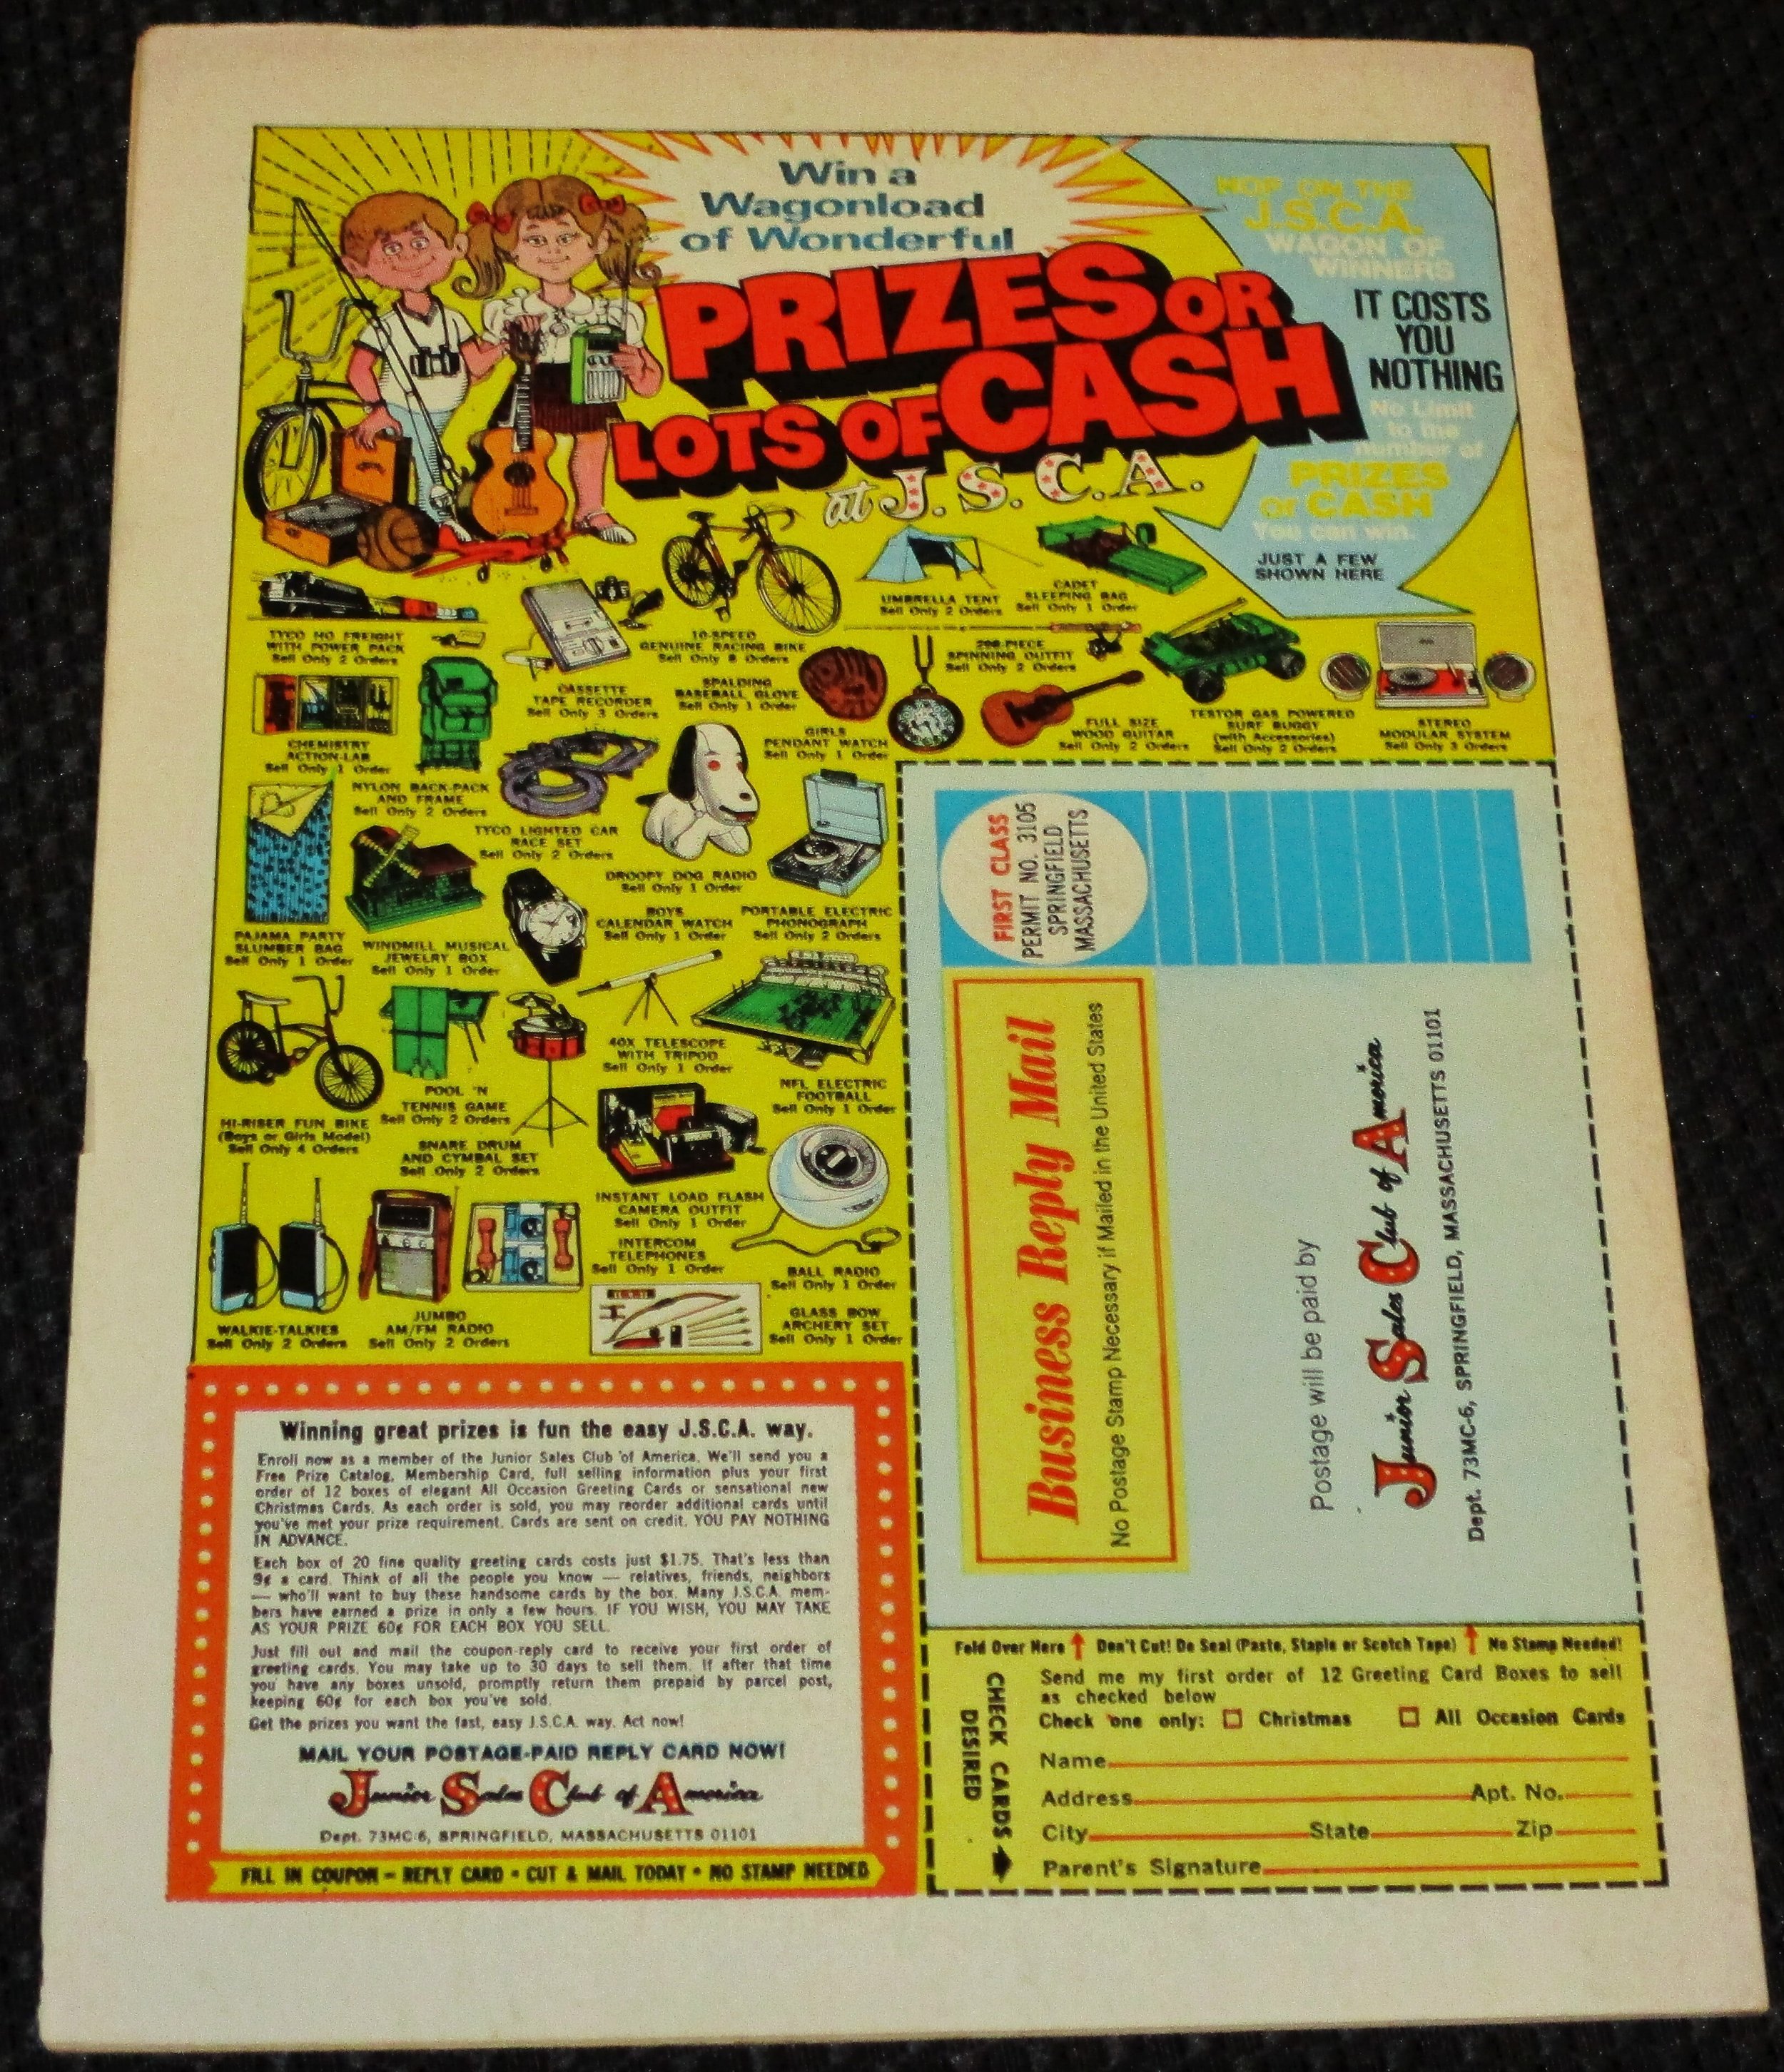 Win a
Wagonload
of Wonderful
PRIZES OR
LOTS OF CASH
at J.S.C.A.
HOP ON THE
J.S.C.A.
WAGON OF
WINNERS
IT COSTS
YOU
NOTHING
No Limit
to the
number of
PRIZES
or CASH
You can win.
JUST A FEW
SHOWN HERE
TYCO HO FREIGHT
WITH POWER PACK
Sell Only 2 Orders
CASSETTE
TAPE RECORDER
Sell Only 3 Orders
10-SPEED
GENUINE RACING BIKE
Sell Only 8 Orders
UMBRELLA TENT
Sell Only 2 Orders
CADET
SLEEPING BAG
Sell Only 1 Order
SPALDING
BASEBALL GLOVE
Sell Only 1 Order
-PIECE
SPINNING OUTFIT
Sell Only 2 Orders
CHEMISTRY
ACTION-LAB
Sell Only 1 Order
GIRLS
PENDANT WATCH
Sell Only 1 Order
FULL SIZE
WOOD GUITAR
Sell Only 2 Orders
TESTOR GAS POWERED
SURF BUGGY
(with Accessories)
Sell Only 2 Orders
STEREO
MODULAR SYSTEM
Sell Only 3 Orders
NYLON BACK-PACK
AND FRAME
Sell Only 2 Orders
TYCO LIGHTED CAR
RACE SET
Sell Only 2 Orders
DROOPY DOG RADIO
Sell Only 1 Order
PAJAMA PARTY
SLUMBER BAG
Sell Only 1 Order
WINDMILL MUSICAL
JEWELRY BOX
Sell Only 1 Order
BOYS
CALENDAR WATCH
Sell Only 1 Order
PORTABLE ELECTRIC
PHONOGRAPH
Sell Only 2 Orders
40X TELESCOPE
WITH TRIPOD
Sell Only 1 Order
NFL ELECTRIC
FOOTBALL
Sell Only 1 Order
HI-RISER FUN BIKE
(Boys or Girls Model)
Sell Only 4 Orders
POOL 'N
TENNIS GAME
Sell Only 2 Orders
SNARE DRUM
AND CYMBAL SET
Sell Only 2 Orders
INSTANT LOAD FLASH
CAMERA OUTFIT
Sell Only 1 Order
INTERCOM
TELEPHONES
Sell Only 1 Order
BALL RADIO
Sell Only 1 Order
WALKIE-TALKIES
Sell Only 2 Orders
JUMBO
AM/FM RADIO
Sell Only 2 Orders
GLASS BOW
ARCHERY SET
Sell Only 1 Order
Winning great prizes is fun the easy J.S.C.A. way.
Enroll now as a member of the Junior Sales Club of America. We'll send you a
Free Prize Catalog, Membership Card, full selling information plus your first
order of 12 boxes of elegant All Occasion Greeting Cards or sensational new
Christmas Cards. As each order is sold, you may reorder additional cards until
you've met your prize requirement. Cards are sent on credit. YOU PAY NOTHING
IN ADVANCE.
Each box of 20 fine quality greeting cards costs just $1.75. That's less than
9¢ a card. Think of all the people you know — relatives, friends, neighbors
— who'll want to buy these handsome cards by the box. Many J.S.C.A. mem-
bers have earned a prize in only a few hours. IF YOU WISH, YOU MAY TAKE
AS YOUR PRIZE 60¢ FOR EACH BOX YOU SELL.
Just fill out and mail the coupon-reply card to receive your first order of
greeting cards. You may take up to 30 days to sell them. If after that time
you have any boxes unsold, promptly return them prepaid by parcel post,
keeping 60¢ for each box you've sold.
Get the prizes you want the fast, easy J.S.C.A. way. Act now!
MAIL YOUR POSTAGE-PAID REPLY CARD NOW!
Junior Sales Club of America
Dept. 73MC-6, SPRINGFIELD, MASSACHUSETTS 01101
FILL IN COUPON – REPLY CARD • CUT & MAIL TODAY • NO STAMP NEEDED
FIRST CLASS
PERMIT NO. 3105
SPRINGFIELD
MASSACHUSETTS
Business Reply Mail
No Postage Stamp Necessary if Mailed in the United States
Postage will be paid by
Junior Sales Club of America
Dept. 73MC-6, SPRINGFIELD, MASSACHUSETTS 01101
Fold Over Here Don't Cut! Do Seal (Paste, Staple or Scotch Tape) No Stamp Needed!
CHECK CARDS
DESIRED
Send me my first order of 12 Greeting Card Boxes to sell
as checked below
Check one only: Christmas All Occasion Cards
Name
Address Apt. No.
City State Zip
Parent's Signature